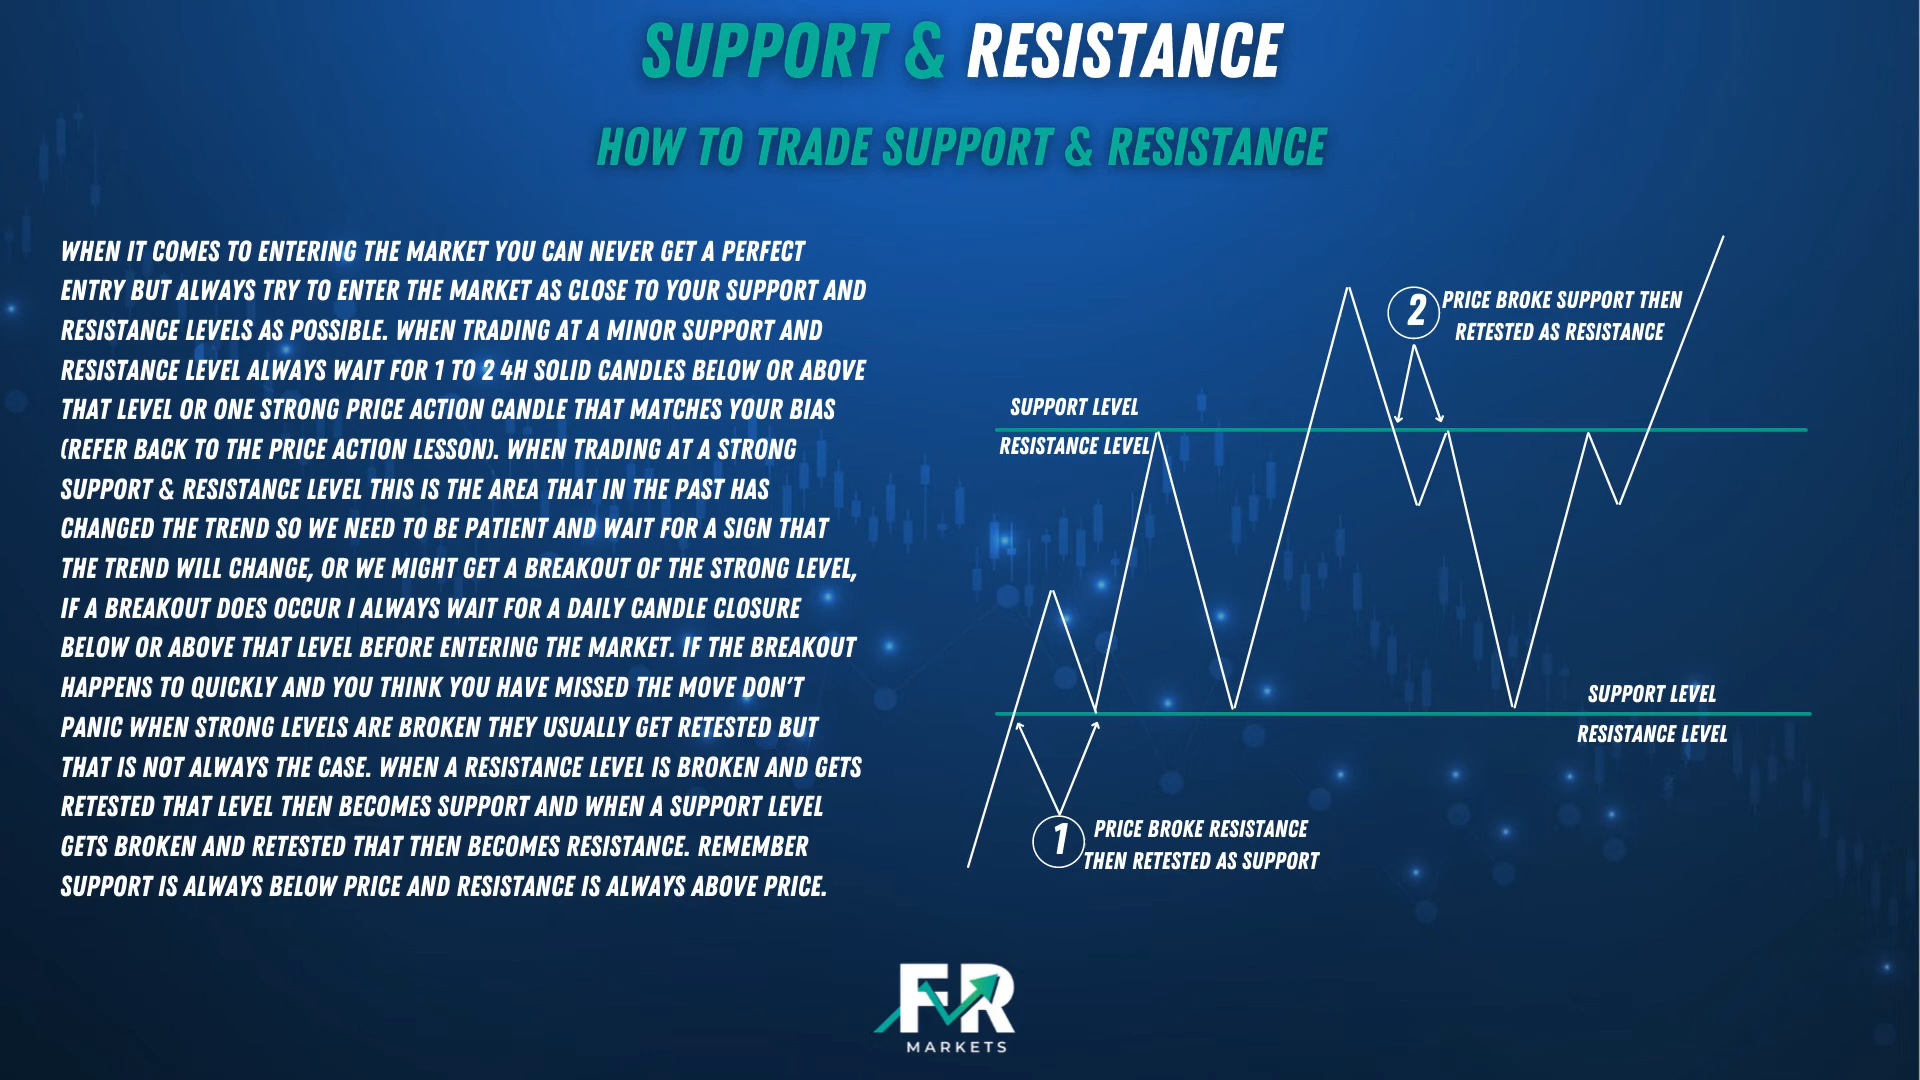 SUPPORT & RESISTANCE
HOW TO TRADE SUPPORT & RESISTANCE
WHEN IT COMES TO ENTERING THE MARKET YOU CAN NEVER GET A PERFECT
ENTRY BUT ALWAYS TRY TO ENTER THE MARKET AS CLOSE TO YOUR SUPPORT AND
RESISTANCE LEVELS AS POSSIBLE. WHEN TRADING AT A MINOR SUPPORT AND
RESISTANCE LEVEL ALWAYS WAIT FOR 1 TO 2 4H SOLID CANDLES BELOW OR ABOVE
THAT LEVEL OR ONE STRONG PRICE ACTION CANDLE THAT MATCHES YOUR BIAS
(REFER BACK TO THE PRICE ACTION LESSON). WHEN TRADING AT A STRONG
SUPPORT & RESISTANCE LEVEL THIS IS THE AREA THAT IN THE PAST HAS
CHANGED THE TREND SO WE NEED TO BE PATIENT AND WAIT FOR A SIGN THAT
THE TREND WILL CHANGE, OR WE MIGHT GET A BREAKOUT OF THE STRONG LEVEL,
IF A BREAKOUT DOES OCCUR I ALWAYS WAIT FOR A DAILY CANDLE CLOSURE
BELOW OR ABOVE THAT LEVEL BEFORE ENTERING THE MARKET. IF THE BREAKOUT
HAPPENS TO QUICKLY AND YOU THINK YOU HAVE MISSED THE MOVE DON'T
PANIC WHEN STRONG LEVELS ARE BROKEN THEY USUALLY GET RETESTED BUT
THAT IS NOT ALWAYS THE CASE. WHEN A RESISTANCE LEVEL IS BROKEN AND GETS
RETESTED THAT LEVEL THEN BECOMES SUPPORT AND WHEN A SUPPORT LEVEL
GETS BROKEN AND RETESTED THAT THEN BECOMES RESISTANCE. REMEMBER
SUPPORT IS ALWAYS BELOW PRICE AND RESISTANCE IS ALWAYS ABOVE PRICE.
2
PRICE BROKE SUPPORT THEN
RETESTED AS RESISTANCE
SUPPORT LEVEL
RESISTANCE LEVEL
SUPPORT LEVEL
RESISTANCE LEVEL
1
PRICE BROKE RESISTANCE
THEN RETESTED AS SUPPORT
FR
MARKETS